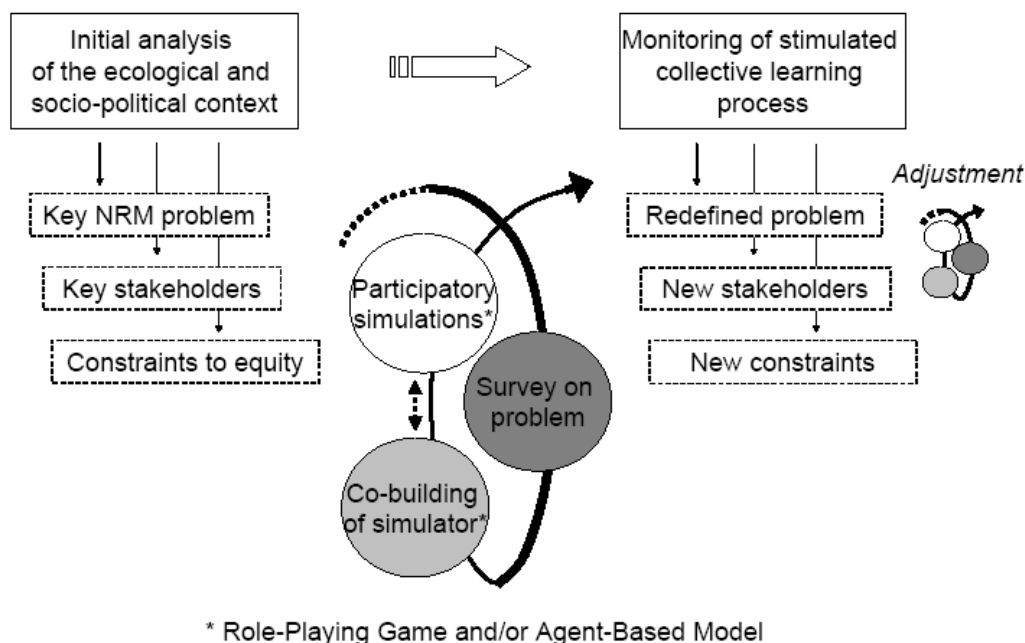 Initial analysis
of the ecological and
socio-political context
Key NRM problem
Key stakeholders
Constraints to equity
Participatory
simulations*
Survey on
problem
Co-building
of simulator*
Monitoring of stimulated
collective learning
process
Redefined problem
New stakeholders
New constraints
Adjustment
* Role-Playing Game and/or Agent-Based Model